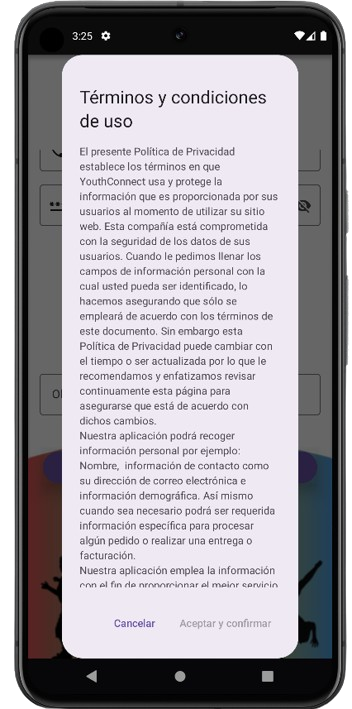 3:25
Términos y condiciones
de uso
El presente Política de Privacidad
establece los términos en que
YouthConnect usa y protege la
información que es proporcionada por sus
usuarios al momento de utilizar su sitio
web. Esta compañía está comprometida
con la seguridad de los datos de sus
usuarios. Cuando le pedimos llenar los
campos de información personal con la
cual usted pueda ser identificado, lo
hacemos asegurando que sólo se
empleará de acuerdo con los términos de
este documento. Sin embargo esta
Política de Privacidad puede cambiar con
el tiempo o ser actualizada por lo que le
recomendamos y enfatizamos revisar
continuamente esta página para
asegurarse que está de acuerdo con
dichos cambios.
Nuestra aplicación podrá recoger
información personal por ejemplo:
Nombre,  información de contacto como
su dirección de correo electrónica e
información demográfica. Así mismo
cuando sea necesario podrá ser requerida
información específica para procesar
algún pedido o realizar una entrega o
facturación.
Nuestra aplicación emplea la información
con el fin de proporcionar el mejor servicio
Cancelar
Aceptar y confirmar